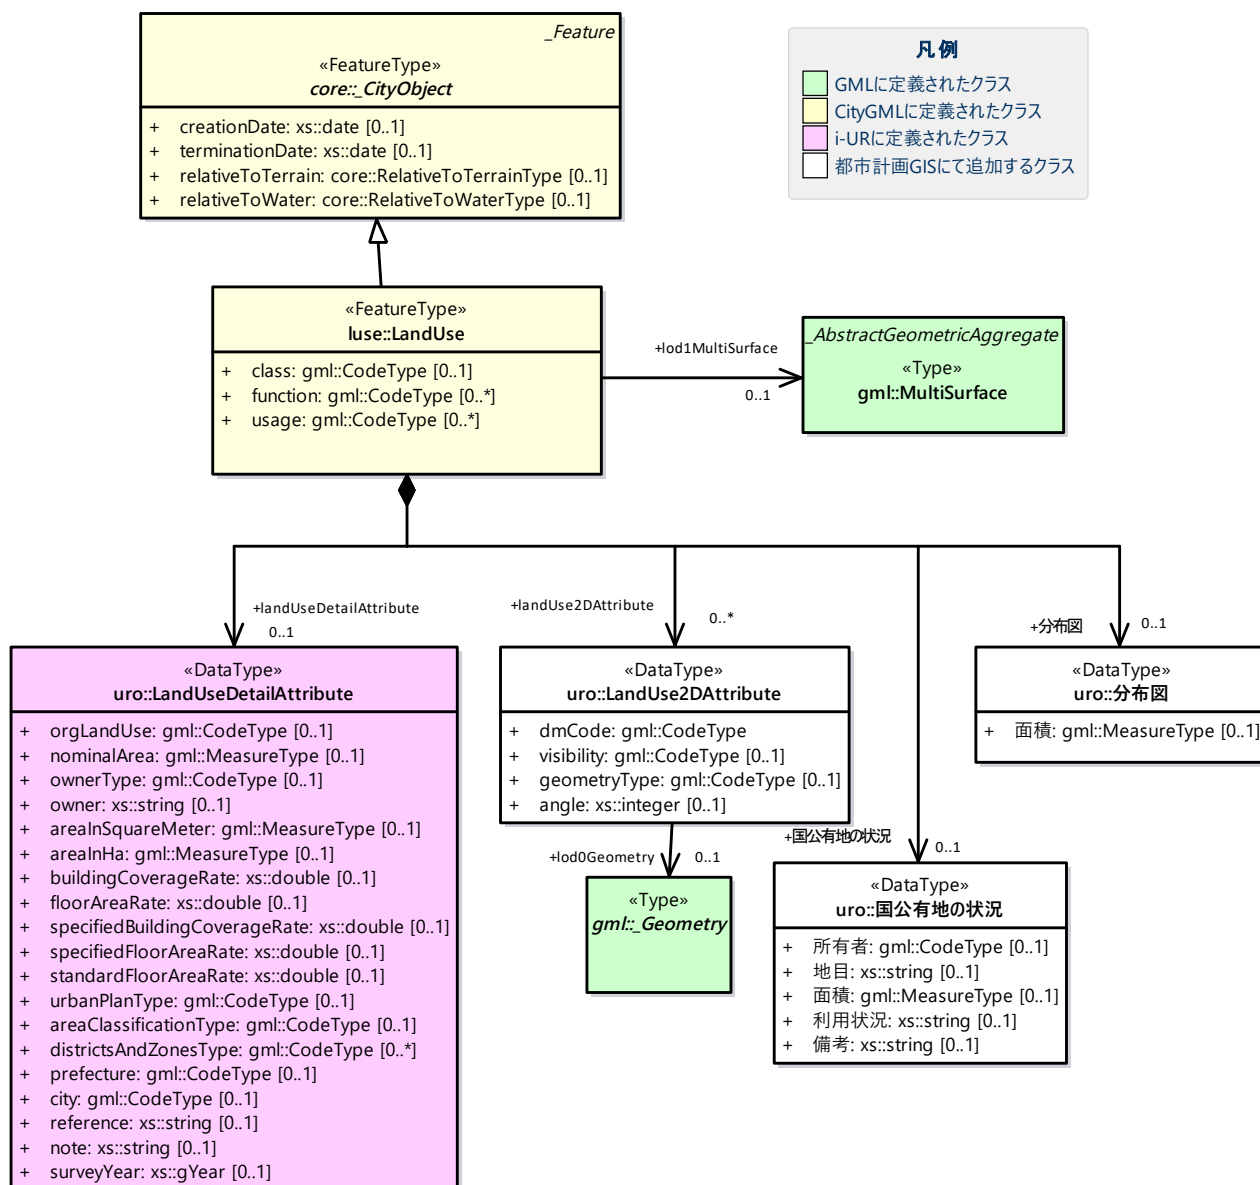 _Feature
«FeatureType»
core::_CityObject
+ creationDate: xs::date [0..1]
+ terminationDate: xs::date [0..1]
+ relativeToTerrain: core::RelativeToTerrainType [0..1]
+ relativeToWater: core::RelativeToWaterType [0..1]
凡例
GMLに定義されたクラス
CityGMLに定義されたクラス
i-URに定義されたクラス
都市計画GISにて追加するクラス
«FeatureType»
luse::LandUse
+ class: gml::CodeType [0..1]
+ function: gml::CodeType [0..*]
+ usage: gml::CodeType [0..*]
+lod1MultiSurface
0..1
_AbstractGeometricAggregate
«Type»
gml::MultiSurface
+landUseDetailAttribute
0..1
+landUse2DAttribute
0..*
+分布図
0..1
«DataType»
uro::LandUseDetailAttribute
+ orgLandUse: gml::CodeType [0..1]
+ nominalArea: gml::MeasureType [0..1]
+ ownerType: gml::CodeType [0..1]
+ owner: xs::string [0..1]
+ areaInSquareMeter: gml::MeasureType [0..1]
+ areaInHa: gml::MeasureType [0..1]
+ buildingCoverageRate: xs::double [0..1]
+ floorAreaRate: xs::double [0..1]
+ specifiedBuildingCoverageRate: xs::double [0..1]
+ specifiedFloorAreaRate: xs::double [0..1]
+ standardFloorAreaRate: xs::double [0..1]
+ urbanPlanType: gml::CodeType [0..1]
+ areaClassificationType: gml::CodeType [0..1]
+ districtsAndZonesType: gml::CodeType [0..*]
+ prefecture: gml::CodeType [0..1]
+ city: gml::CodeType [0..1]
+ reference: xs::string [0..1]
+ note: xs::string [0..1]
+ surveyYear: xs::gYear [0..1]
«DataType»
uro::LandUse2DAttribute
+ dmCode: gml::CodeType
+ visibility: gml::CodeType [0..1]
+ geometryType: gml::CodeType [0..1]
+ angle: xs::integer [0..1]
+lod0Geometry
0..1
«Type»
gml::_Geometry
«DataType»
uro::分布図
+ 面積: gml::MeasureType [0..1]
+国公有地の状況
0..1
«DataType»
uro::国公有地の状況
+ 所有者: gml::CodeType [0..1]
+ 地目: xs::string [0..1]
+ 面積: gml::MeasureType [0..1]
+ 利用状況: xs::string [0..1]
+ 備考: xs::string [0..1]